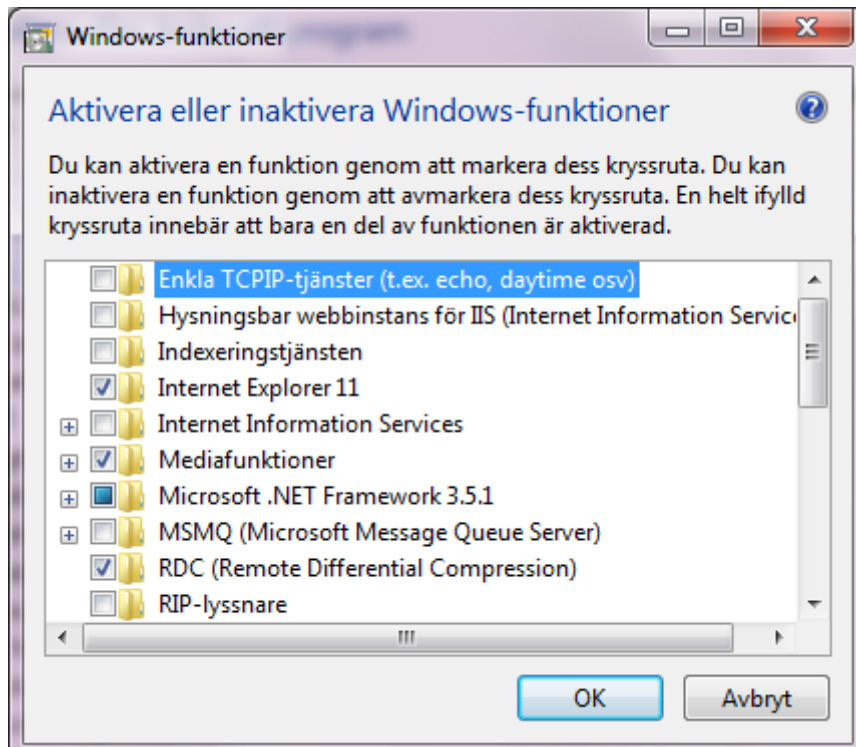 Windows-funktioner
Aktivera eller inaktivera Windows-funktioner
Du kan aktivera en funktion genom att markera dess kryssruta. Du kan
inaktivera en funktion genom att avmarkera dess kryssruta. En helt ifylld
kryssruta innebär att bara en del av funktionen är aktiverad.
Enkla TCPIP-tjänster (t.ex. echo, daytime osv)
Hysningsbar webbinstans för IIS (Internet Information Servic
Indexeringstjänsten
Internet Explorer 11
Internet Information Services
Mediafunktioner
Microsoft .NET Framework 3.5.1
MSMQ (Microsoft Message Queue Server)
RDC (Remote Differential Compression)
RIP-lyssnare
OK
Avbryt